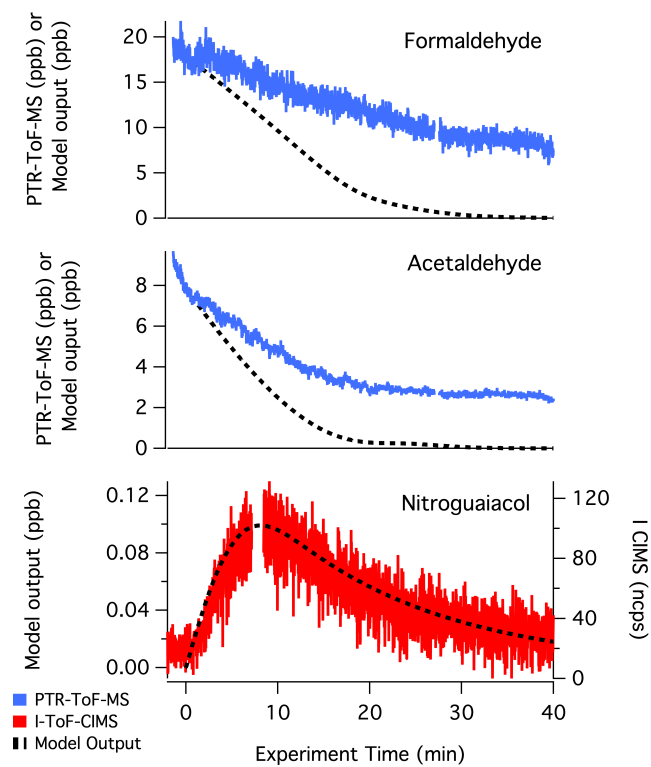 PTR-ToF-MS (ppb) or
Model ouput (ppb)
20
15
10
5
0
Formaldehyde
PTR-ToF-MS (ppb) or
Model ouput (ppb)
8
6
4
2
0
Acetaldehyde
Model output (ppb)
0.12
0.08
0.04
0.00
Nitroguaiacol
120
80
40
0
I CIMS (ncps)
0
10
20
30
40
Experiment Time (min)
PTR-ToF-MS
I-ToF-CIMS
Model Output